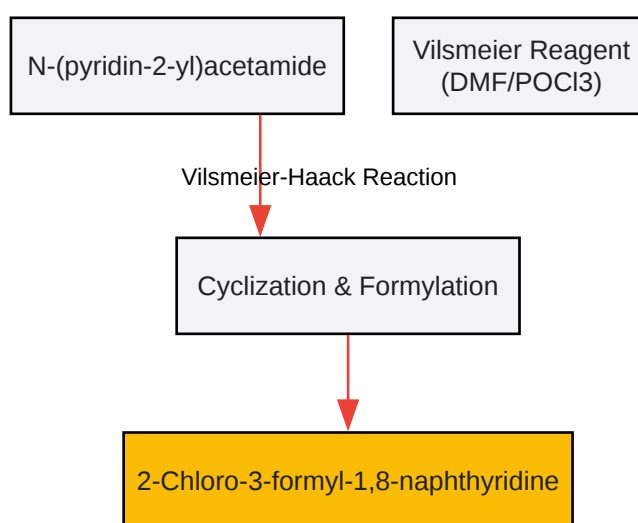 N-(pyridin-2-yl)acetamide
Vilsmeier Reagent
(DMF/POCl3)
Vilsmeier-Haack Reaction
Cyclization & Formylation
2-Chloro-3-formyl-1,8-naphthyridine